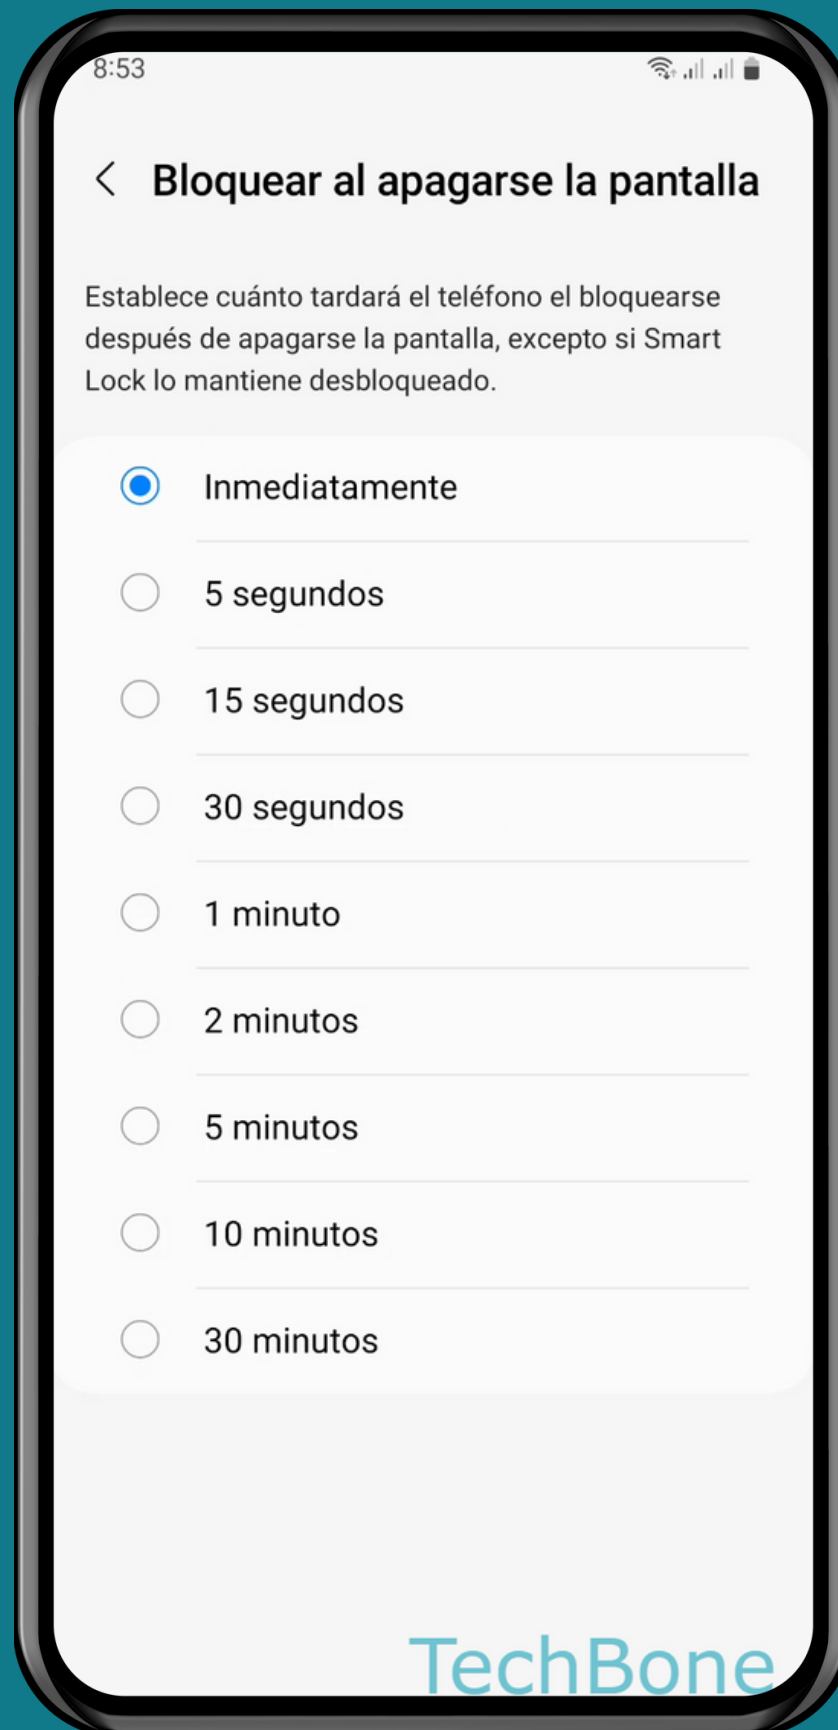 8:53
Bloquear al apagarse la pantalla
Establece cuánto tardará el teléfono el bloquearse
después de apagarse la pantalla, excepto si Smart
Lock lo mantiene desbloqueado.
Inmediatamente
5 segundos
15 segundos
30 segundos
1 minuto
2 minutos
5 minutos
10 minutos
30 minutos
TechBone